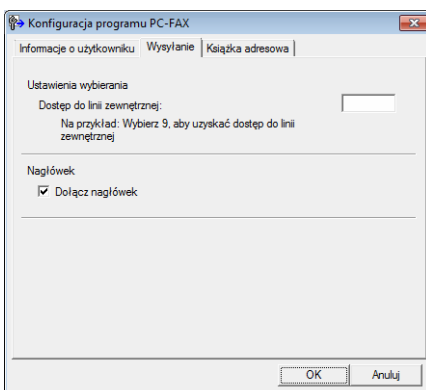 Konfiguracja programu PC-FAX
Informacje o użytkowniku Wysyłanie Książka adresowa
Ustawienia wybierania
Dostęp do linii zewnętrznej:
Na przykład: Wybierz 9, aby uzyskać dostęp do linii
zewnętrznej
Nagłówek
Dołącz nagłówek
OK Anuluj